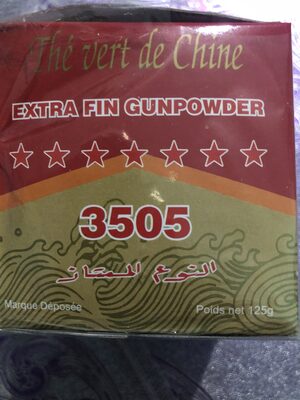 Thé vert de Chine
EXTRA FIN GUNPOWDER
3505
النوع الممتاز
Marque Déposée
Poids net 125g